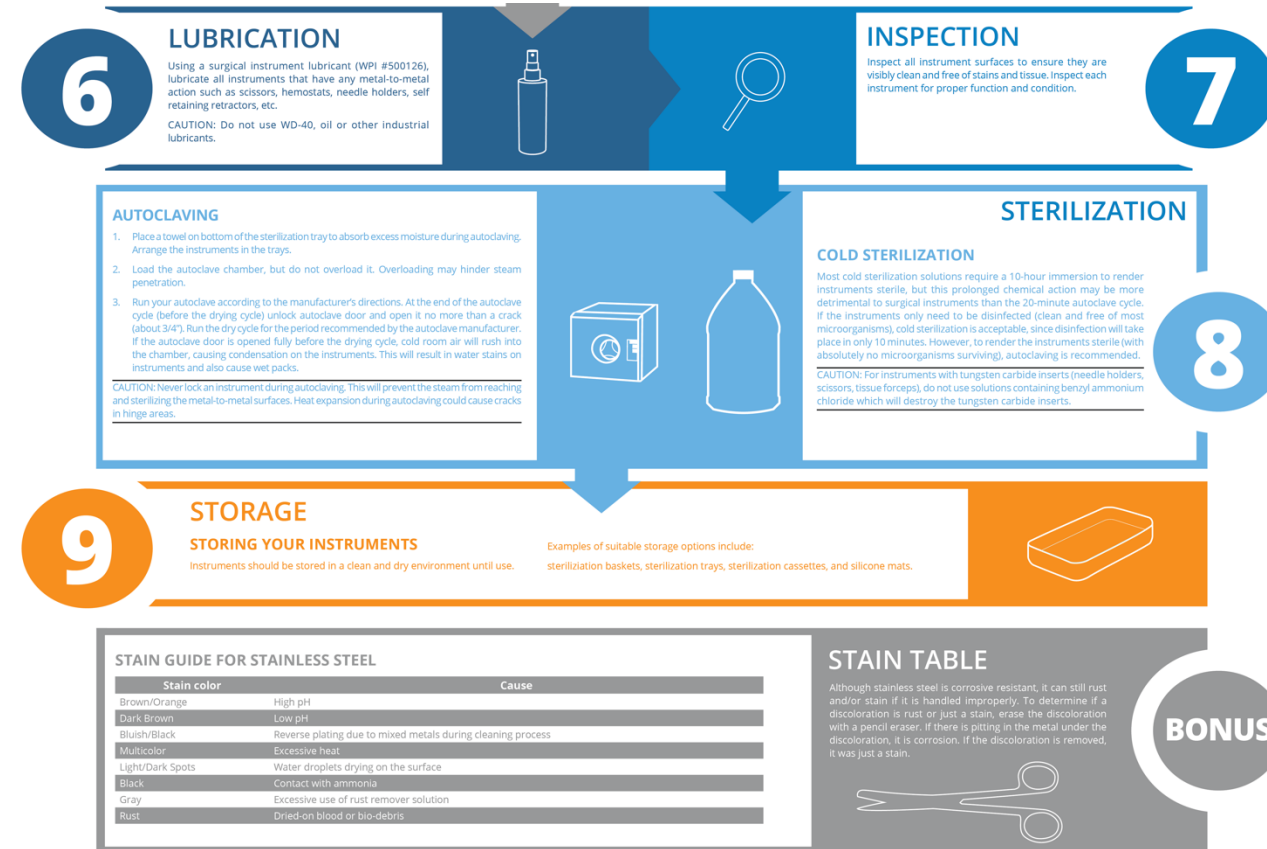 6
LUBRICATION
Using a surgical instrument lubricant (WPI #500126),
lubricate all instruments that have any metal-to-metal
action such as scissors, hemostats, needle holders, self
retaining retractors, etc.
CAUTION: Do not use WD-40, oil or other industrial
lubricants.
INSPECTION
Inspect all instrument surfaces to ensure they are
visibly clean and free of stains and tissue. Inspect each
instrument for proper function and condition.
7
AUTOCLAVING
1. Place a towel on bottom of the sterilization tray to absorb excess moisture during autoclaving.
Arrange the instruments in the trays.
2. Load the autoclave chamber, but do not overload it. Overloading may hinder steam
penetration.
3. Run your autoclave according to the manufacturer's directions. At the end of the autoclave
cycle (before the drying cycle) unlock autoclave door and open it no more than a crack
(about 3/4"). Run the dry cycle for the period recommended by the autoclave manufacturer.
If the autoclave door is opened fully before the drying cycle, cold room air will rush into
the chamber, causing condensation on the instruments. This will result in water stains on
instruments and also cause wet packs.
CAUTION: Never lock an instrument during autoclaving. This will prevent the steam from reaching
and sterilizing the metal-to-metal surfaces. Heat expansion during autoclaving could cause cracks
in hinge areas.
STERILIZATION
COLD STERILIZATION
Most cold sterilization solutions require a 10-hour immersion to render
instruments sterile, but this prolonged chemical action may be more
detrimental to surgical instruments than the 20-minute autoclave cycle.
If the instruments only need to be disinfected (clean and free of most
microorganisms), cold sterilization is acceptable, since disinfection will take
place in only 10 minutes. However, to render the instruments sterile (with
absolutely no microorganisms surviving), autoclaving is recommended.
CAUTION: For instruments with tungsten carbide inserts (needle holders,
scissors, tissue forceps), do not use solutions containing benzyl ammonium
chloride which will destroy the tungsten carbide inserts.
8
9
STORAGE
STORING YOUR INSTRUMENTS
Instruments should be stored in a clean and dry environment until use.
Examples of suitable storage options include:
steriliziation baskets, sterilization trays, sterilization cassettes, and silicone mats.
STAIN GUIDE FOR STAINLESS STEEL
Stain color Cause
Brown/Orange High pH
Dark Brown Low pH
Bluish/Black Reverse plating due to mixed metals during cleaning process
Multicolor Excessive heat
Light/Dark Spots Water droplets drying on the surface
Black Contact with ammonia
Gray Excessive use of rust remover solution
Rust Dried-on blood or bio-debris
STAIN TABLE
Although stainless steel is corrosive resistant, it can still rust
and/or stain if it is handled improperly. To determine if a
discoloration is rust or just a stain, erase the discoloration
with a pencil eraser. If there is pitting in the metal under the
discoloration, it is corrosion. If the discoloration is removed,
it was just a stain.
BONUS